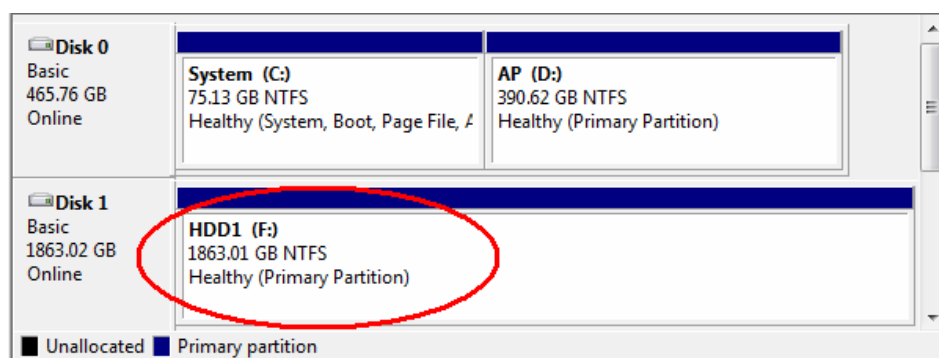 Disk 0
Basic
465.76 GB
Online
System (C:)
75.13 GB NTFS
Healthy (System, Boot, Page File, A
AP (D:)
390.62 GB NTFS
Healthy (Primary Partition)
Disk 1
Basic
1863.02 GB
Online
HDD1 (F:)
1863.01 GB NTFS
Healthy (Primary Partition)
Unallocated Primary partition